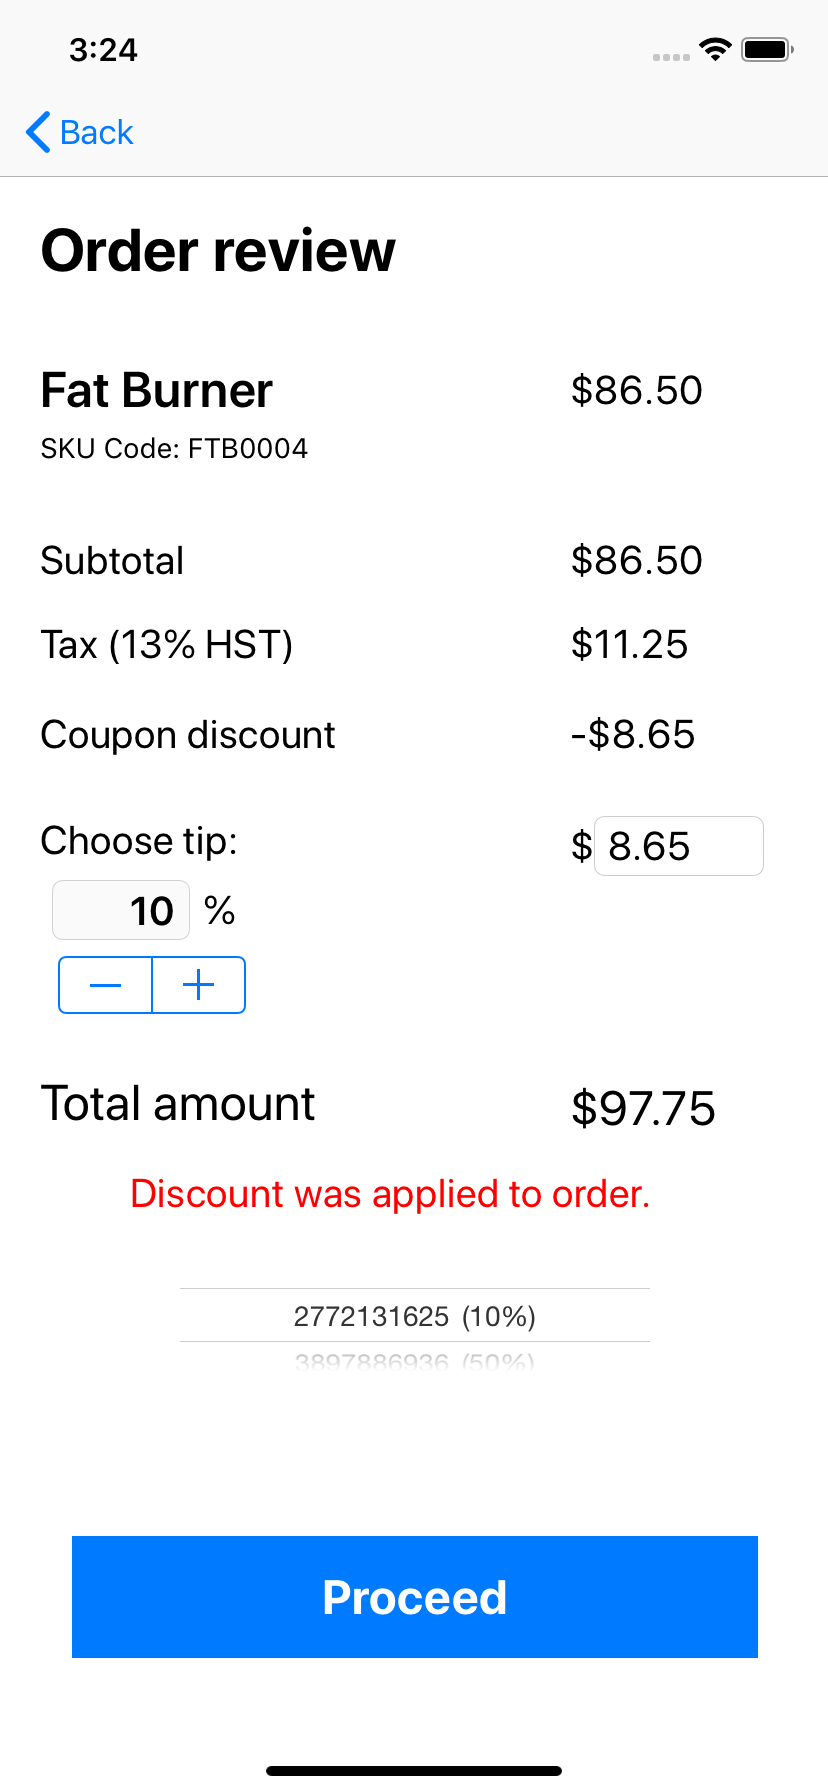 3:24
Back
Order review
Fat Burner $86.50
SKU Code: FTB0004
Subtotal $86.50
Tax (13% HST) $11.25
Coupon discount -$8.65
Choose tip: $ 8.65
10 %
Total amount $97.75
Discount was applied to order.
2772131625 (10%)
3897886936 (50%)
Proceed